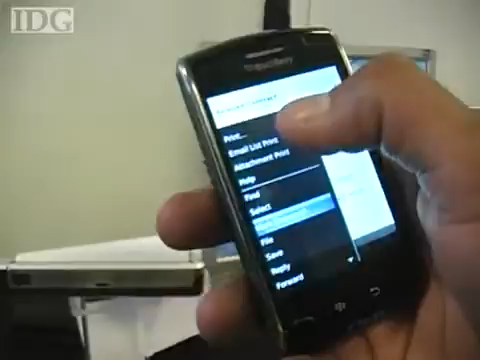 IDG
BlackBerry
Print...
Email List Print
Attachment Print
Help
Find
Select
File
Save
Reply
Forward